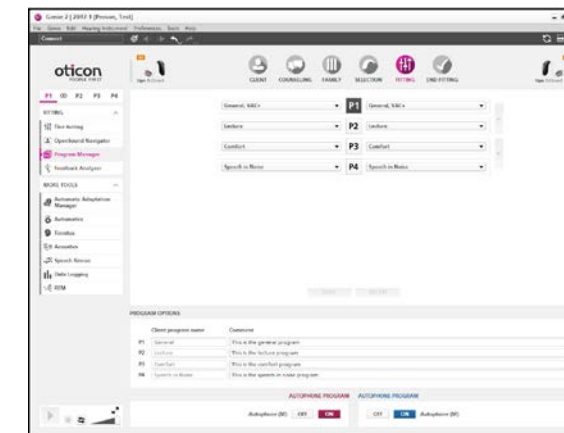 Genie 2 | 2017 1 [Person, Test]
File Genie Edit Hearing Instrument Preferences Tools Help
Connect
oticon
PEOPLE FIRST
CLIENT COUNSELING FAMILY SELECTION FITTING END FITTING
P1 P2 P3 P4
FITTING
Fine tuning
OpenSound Navigator
Program Manager
Feedback Analyzer
MORE TOOLS
Automatic Adaptation
Manager
Automatics
Tinnitus
Acoustics
Speech Rescue
Data Logging
REM
General, VAC+ P1 General, VAC+
Lecture P2 Lecture
Comfort P3 Comfort
Speech in Noise P4 Speech in Noise
PROGRAM OPTIONS
Client program name Comment
P1 General This is the general program
P2 Lecture This is the lecture program
P3 Comfort This is the comfort program
P4 Speech in Noise This is the speech in noise program
AUTOPHONE PROGRAM AUTOPHONE PROGRAM
Autophone (M) OFF ON OFF ON Autophone (M)